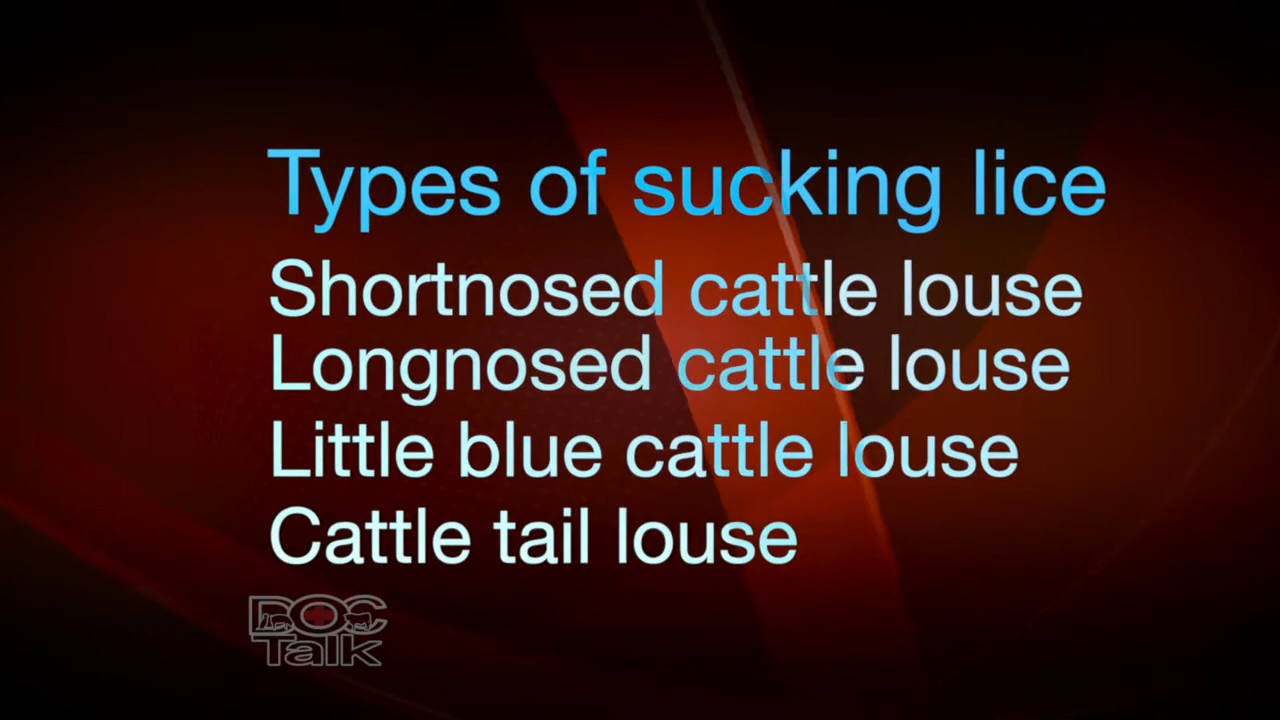 Types of sucking lice
Shortnosed cattle louse
Longnosed cattle louse
Little blue cattle louse
Cattle tail louse
DOC
Talk